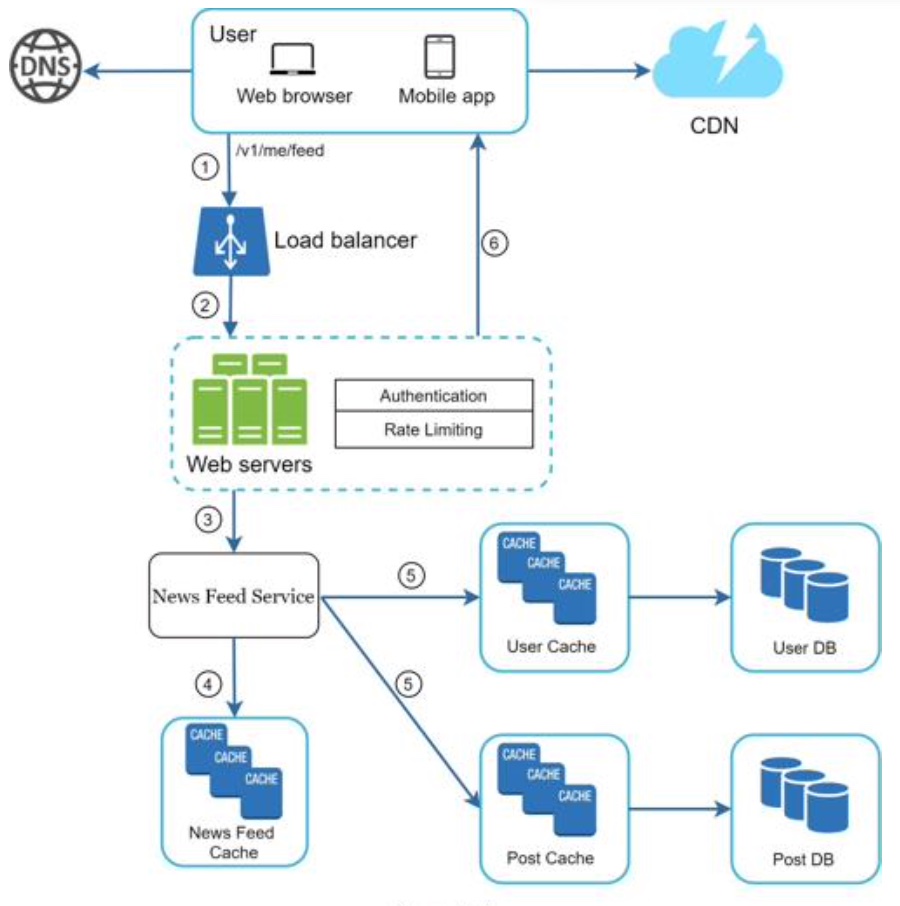 DNS
User
Web browser
Mobile app
CDN
1
/v1/me/feed
Load balancer
6
2
Authentication
Rate Limiting
Web servers
3
News Feed Service
5
CACHE
CACHE
CACHE
User Cache
User DB
4
5
CACHE
CACHE
CACHE
News Feed
Cache
CACHE
CACHE
CACHE
Post Cache
Post DB